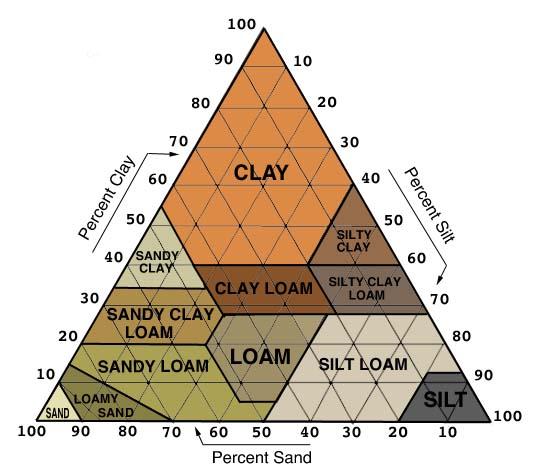 100
90
10
80
20
70
30
CLAY
60
40
Percent Clay
Percent Silt
50
50
SILTY
CLAY
SANDY
CLAY
40
60
CLAY LOAM
SILTY CLAY
LOAM
30
70
SANDY CLAY
LOAM
20
80
LOAM
SANDY LOAM
SILT LOAM
10
90
LOAMY
SAND
SAND
SILT
100
100
90
80
70
60
50
40
30
20
10
Percent Sand